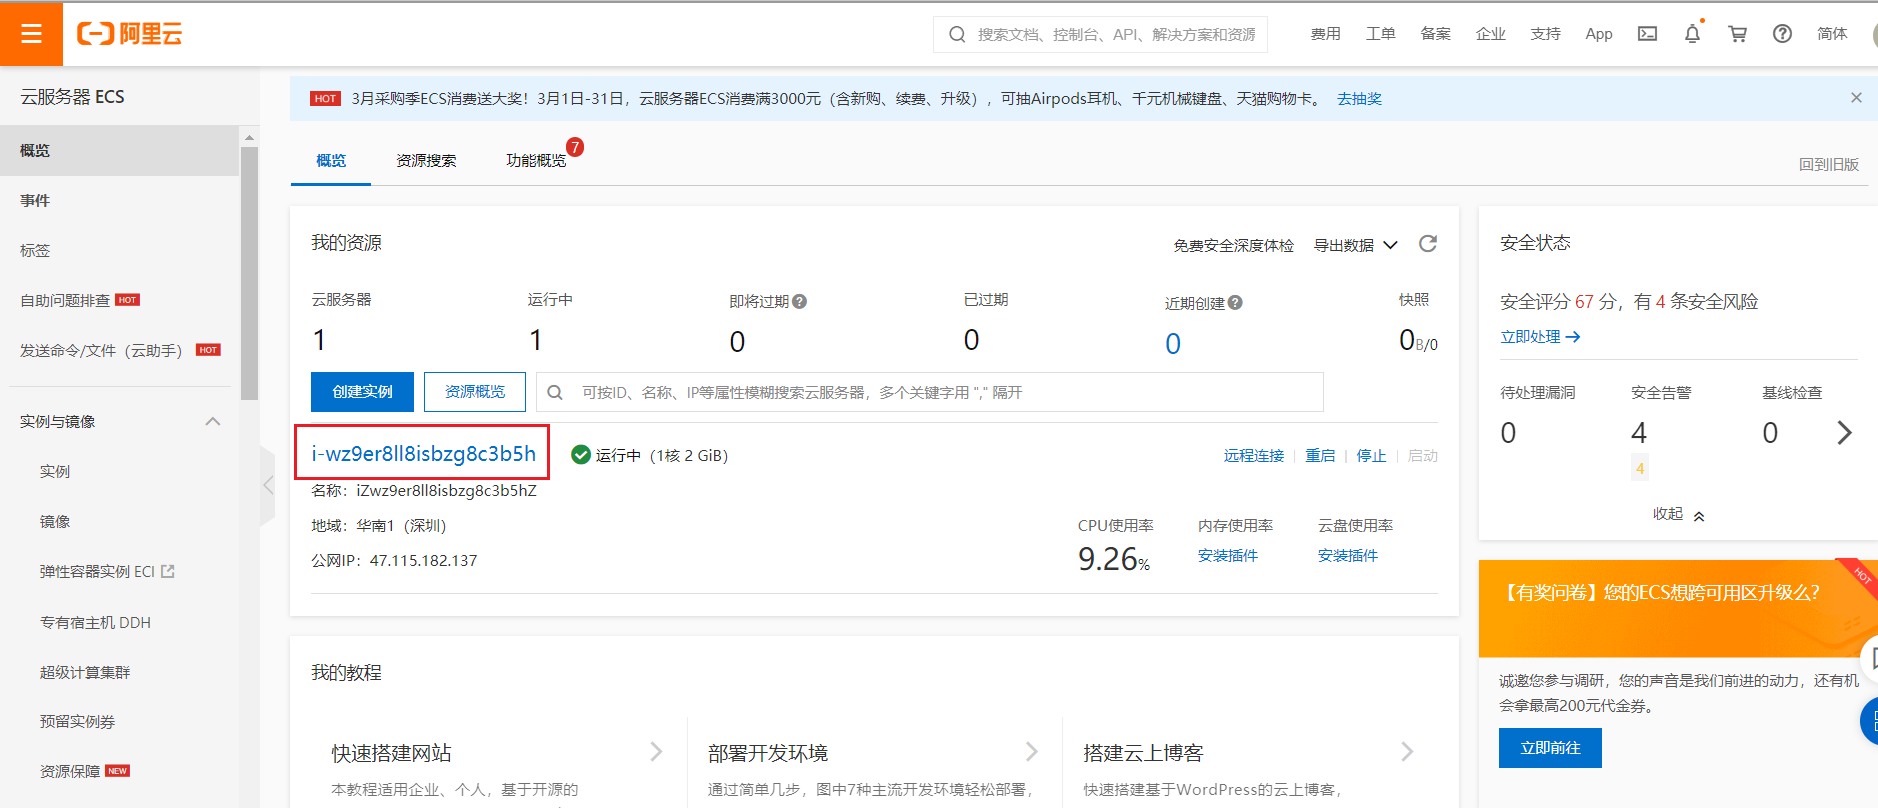 阿里云
搜索文档、控制台、API、解决方案和资源
费用 工单 备案 企业 支持 App 简体
云服务器 ECS
概览
事件
标签
自助问题排查 HOT
发送命令/文件（云助手） HOT
实例与镜像
实例
镜像
弹性容器实例 ECI
专有宿主机 DDH
超级计算集群
预留实例券
资源保障 NEW
HOT 3月采购季ECS消费送大奖！3月1日-31日，云服务器ECS消费满3000元（含新购、续费、升级），可抽Airpods耳机、千元机械键盘、天猫购物卡。 去抽奖
概览 资源搜索 功能概览 7
回到旧版
我的资源
免费安全深度体检 导出数据
云服务器 运行中 即将过期 已过期 近期创建 快照
1 1 0 0 0 0B/0
创建实例 资源概览 可按ID、名称、IP等属性模糊搜索云服务器，多个关键字用 "," 隔开
i-wz9er8ll8isbzg8c3b5h 运行中（1核 2 GiB）
远程连接 重启 停止 启动
名称：iZwz9er8ll8isbzg8c3b5hZ
地域：华南1（深圳）
公网IP：47.115.182.137
CPU使用率 内存使用率 云盘使用率
9.26% 安装插件 安装插件
我的教程
快速搭建网站
本教程适用企业、个人，基于开源的
部署开发环境
通过简单几步，图中7种主流开发环境轻松部署，
搭建云上博客
快速搭建基于WordPress的云上博客，
安全状态
安全评分 67 分，有 4 条安全风险
立即处理
待处理漏洞 安全告警 基线检查
0 4 0
4
收起
【有奖问卷】您的ECS想跨可用区升级么？
HOT
诚邀您参与调研，您的声音是我们前进的动力，还有机
会拿最高200元代金券。
立即前往